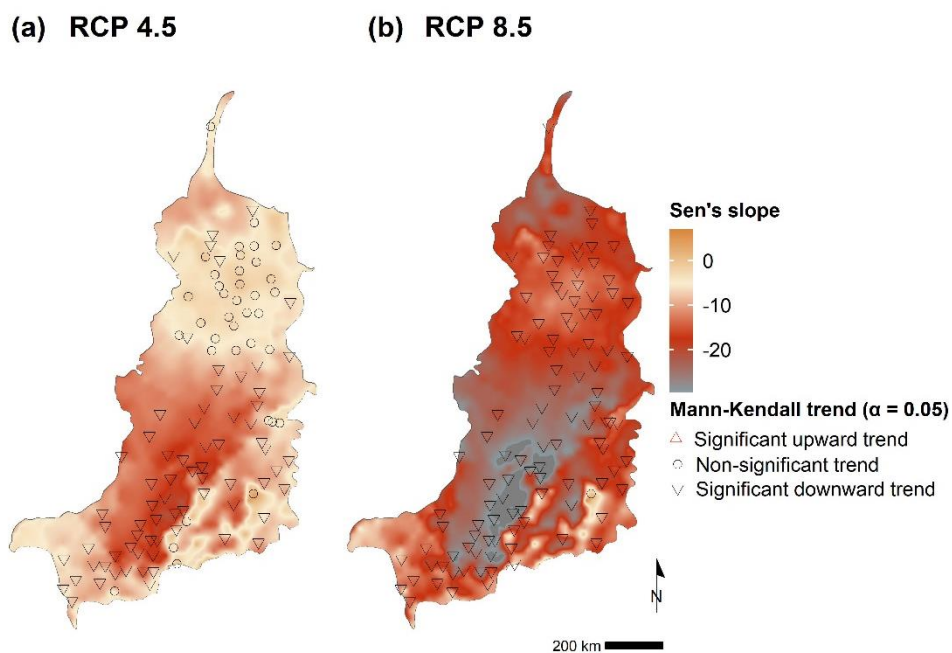 (a) RCP 4.5
(b) RCP 8.5
Sen's slope
0
-10
-20
Mann-Kendall trend (α = 0.05)
Significant upward trend
Non-significant trend
Significant downward trend
N
200 km